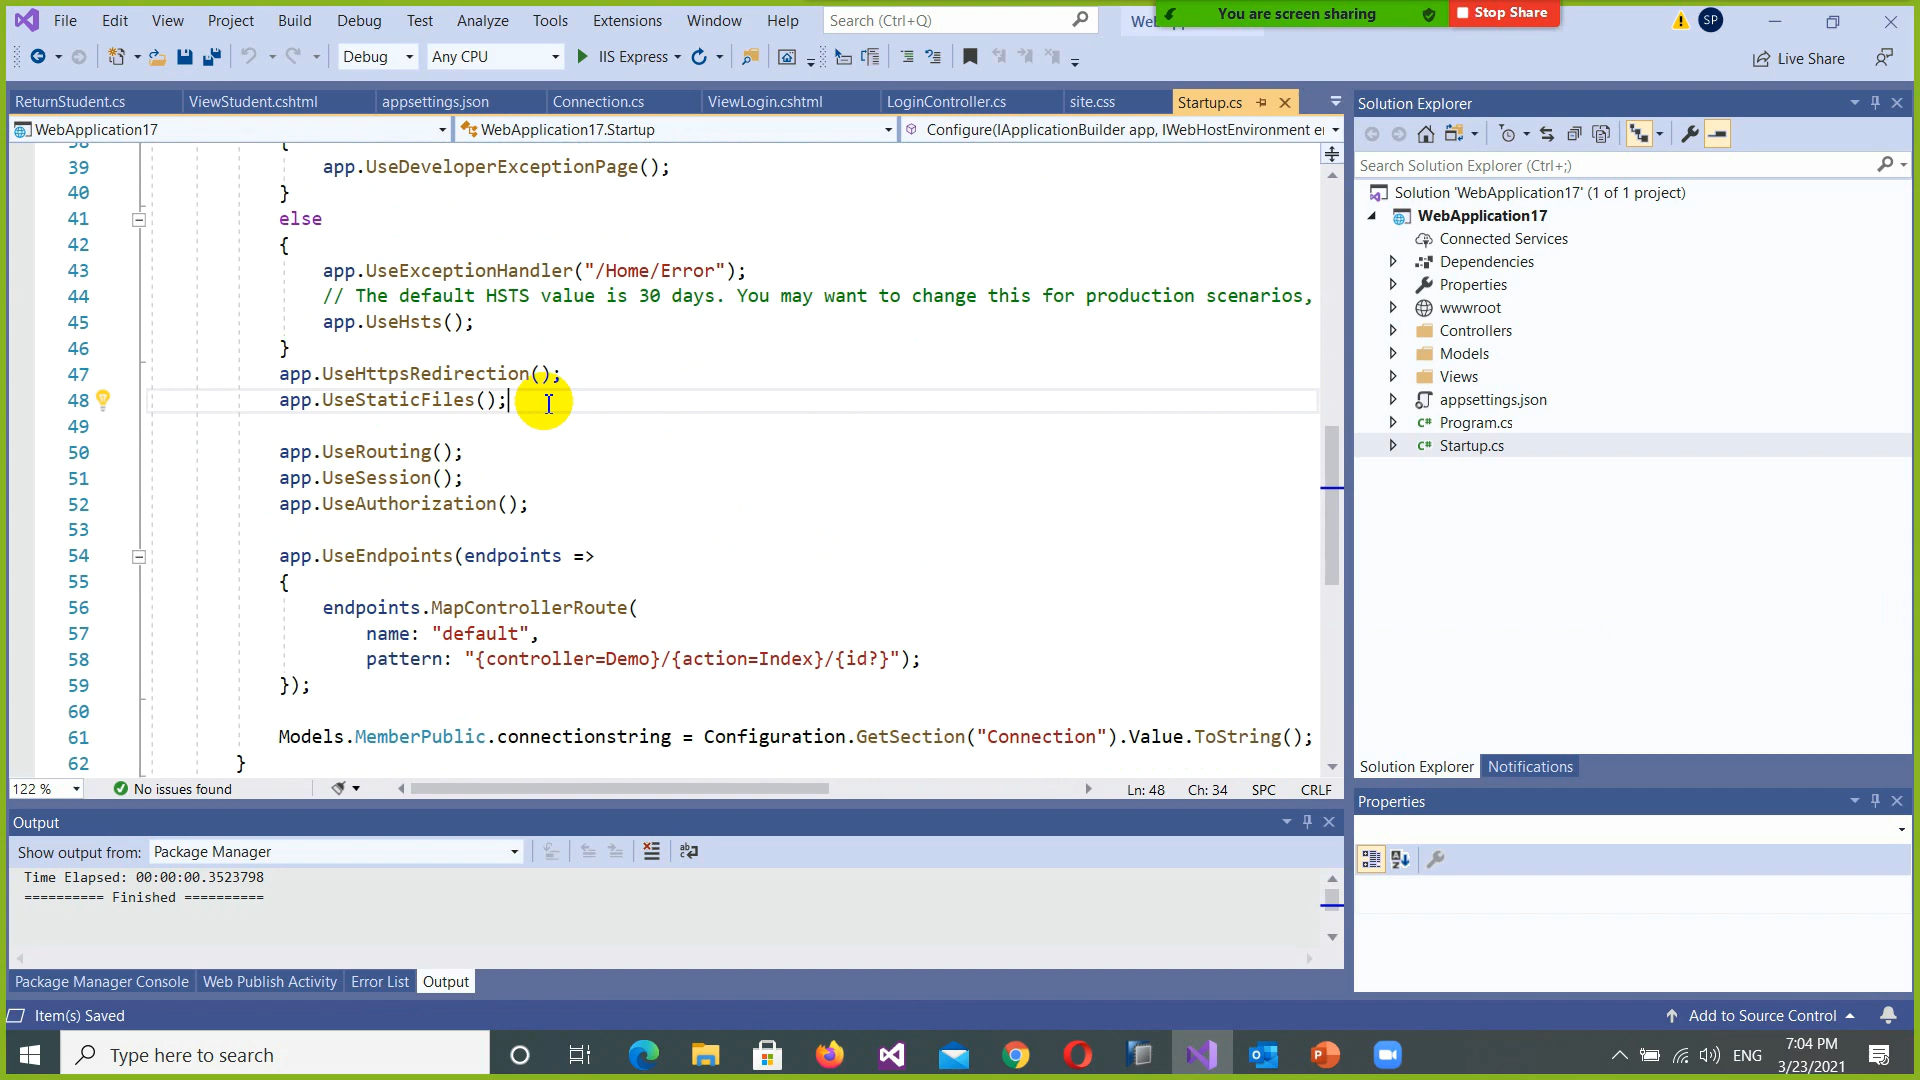 File Edit View Project Build Debug Test Analyze Tools Extensions Window Help Search (Ctrl+Q)
You are screen sharing Stop Share SP
Debug Any CPU IIS Express Live Share
ReturnStudent.cs ViewStudent.cshtml appsettings.json Connection.cs ViewLogin.cshtml LoginController.cs site.css Startup.cs
WebApplication17 WebApplication17.Startup Configure(IApplicationBuilder app, IWebHostEnvironment er
38 {
39 app.UseDeveloperExceptionPage();
40 }
41 else
42 {
43 app.UseExceptionHandler("/Home/Error");
44 // The default HSTS value is 30 days. You may want to change this for production scenarios,
45 app.UseHsts();
46 }
47 app.UseHttpsRedirection();
48 app.UseStaticFiles();
49
50 app.UseRouting();
51 app.UseSession();
52 app.UseAuthorization();
53
54 app.UseEndpoints(endpoints =>
55 {
56 endpoints.MapControllerRoute(
57 name: "default",
58 pattern: "{controller=Demo}/{action=Index}/{id?}");
59 });
60
61 Models.MemberPublic.connectionstring = Configuration.GetSection("Connection").Value.ToString();
62 }
122 % No issues found Ln: 48 Ch: 34 SPC CRLF
Output
Show output from: Package Manager
Time Elapsed: 00:00:00.3523798
========== Finished ==========
Package Manager Console Web Publish Activity Error List Output
Solution Explorer
Search Solution Explorer (Ctrl+;)
Solution 'WebApplication17' (1 of 1 project)
WebApplication17
Connected Services
Dependencies
Properties
wwwroot
Controllers
Models
Views
appsettings.json
C# Program.cs
C# Startup.cs
Solution Explorer Notifications
Properties
Item(s) Saved Add to Source Control
Type here to search
ENG
7:04 PM
3/23/2021